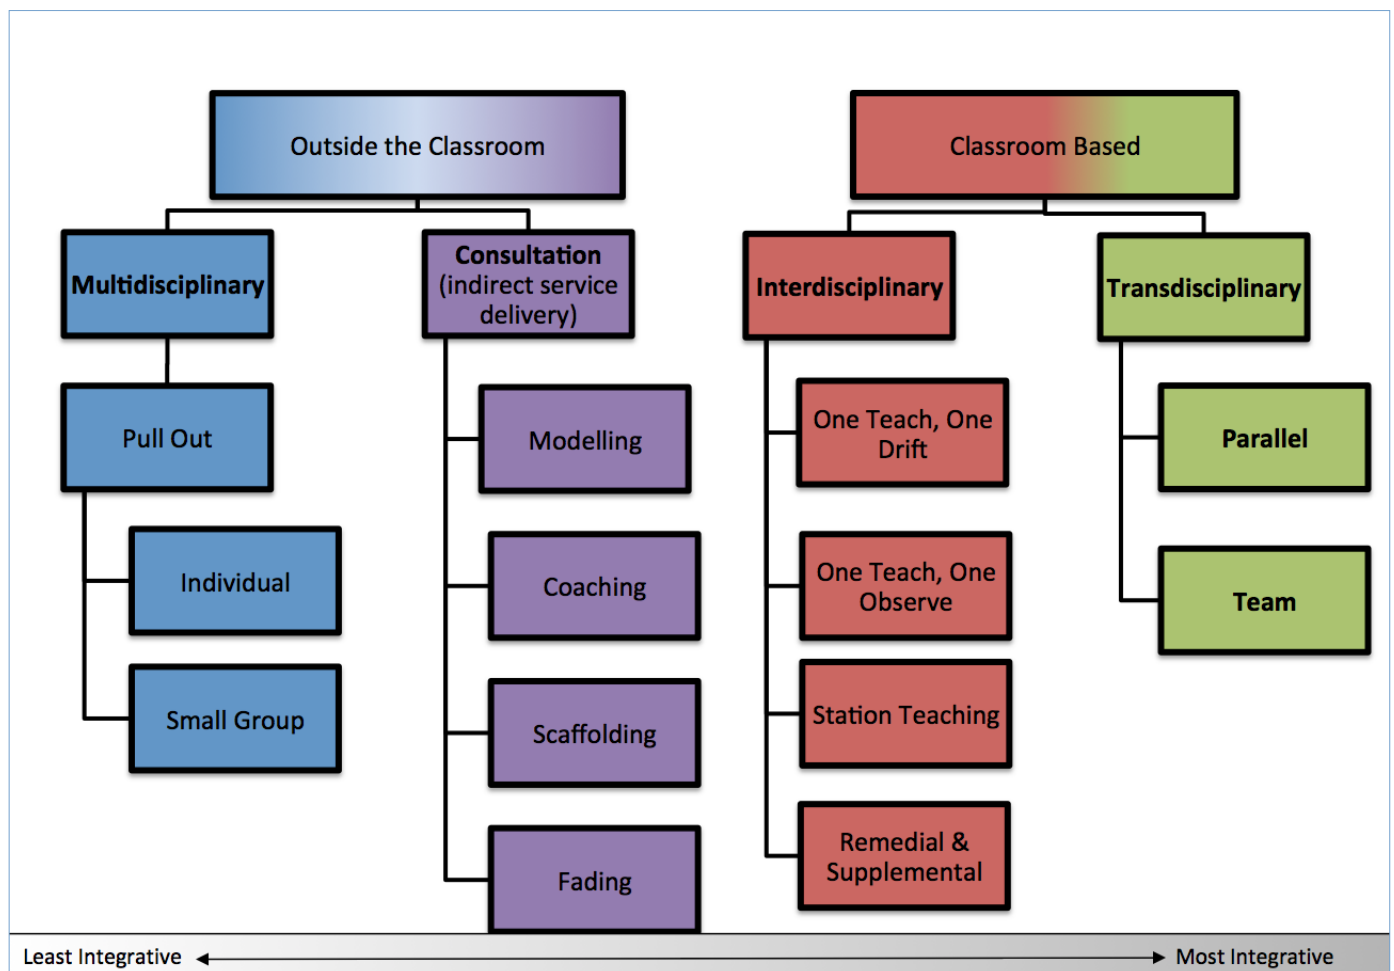 Outside the Classroom
Classroom Based
Multidisciplinary
Consultation
(indirect service
delivery)
Interdisciplinary
Transdisciplinary
Pull Out
Individual
Small Group
Modelling
Coaching
Scaffolding
Fading
One Teach, One
Drift
One Teach, One
Observe
Station Teaching
Remedial &
Supplemental
Parallel
Team
Least Integrative
Most Integrative